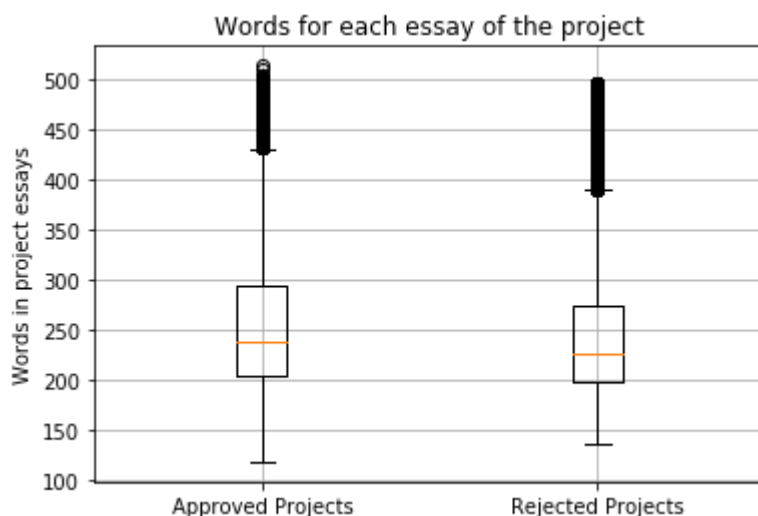 Words for each essay of the project
Words in project essays
500
450
400
350
300
250
200
150
100
Approved Projects
Rejected Projects